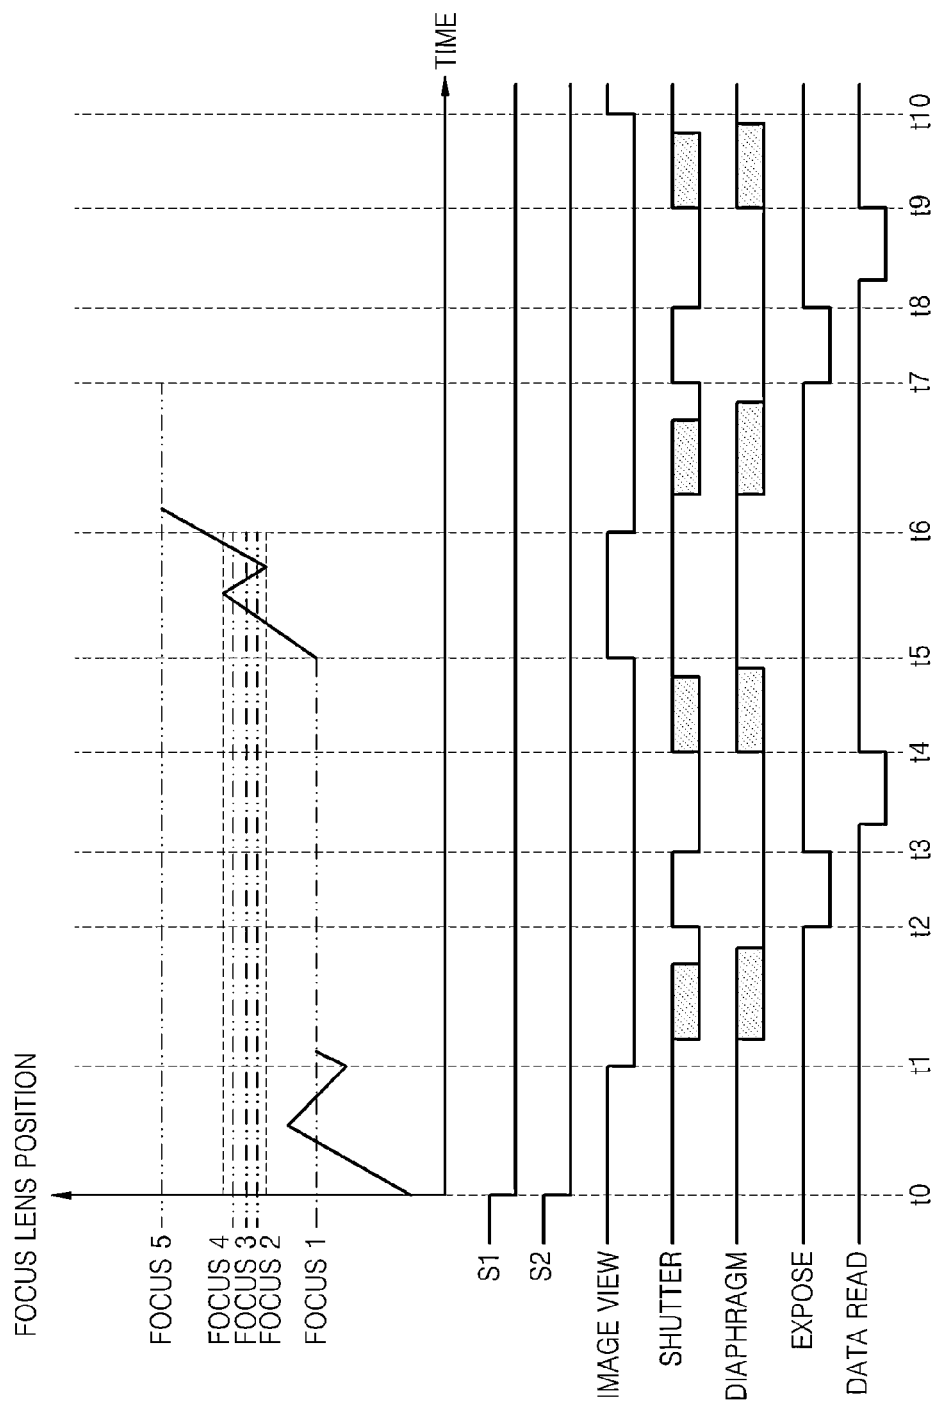 FOCUS LENS POSITION
FOCUS 5
FOCUS 4
FOCUS 3
FOCUS 2
FOCUS 1
TIME
S1
S2
IMAGE VIEW
SHUTTER
DIAPHRAGM
EXPOSE
DATA READ
t0 t1 t2 t3 t4 t5 t6 t7 t8 t9 t10